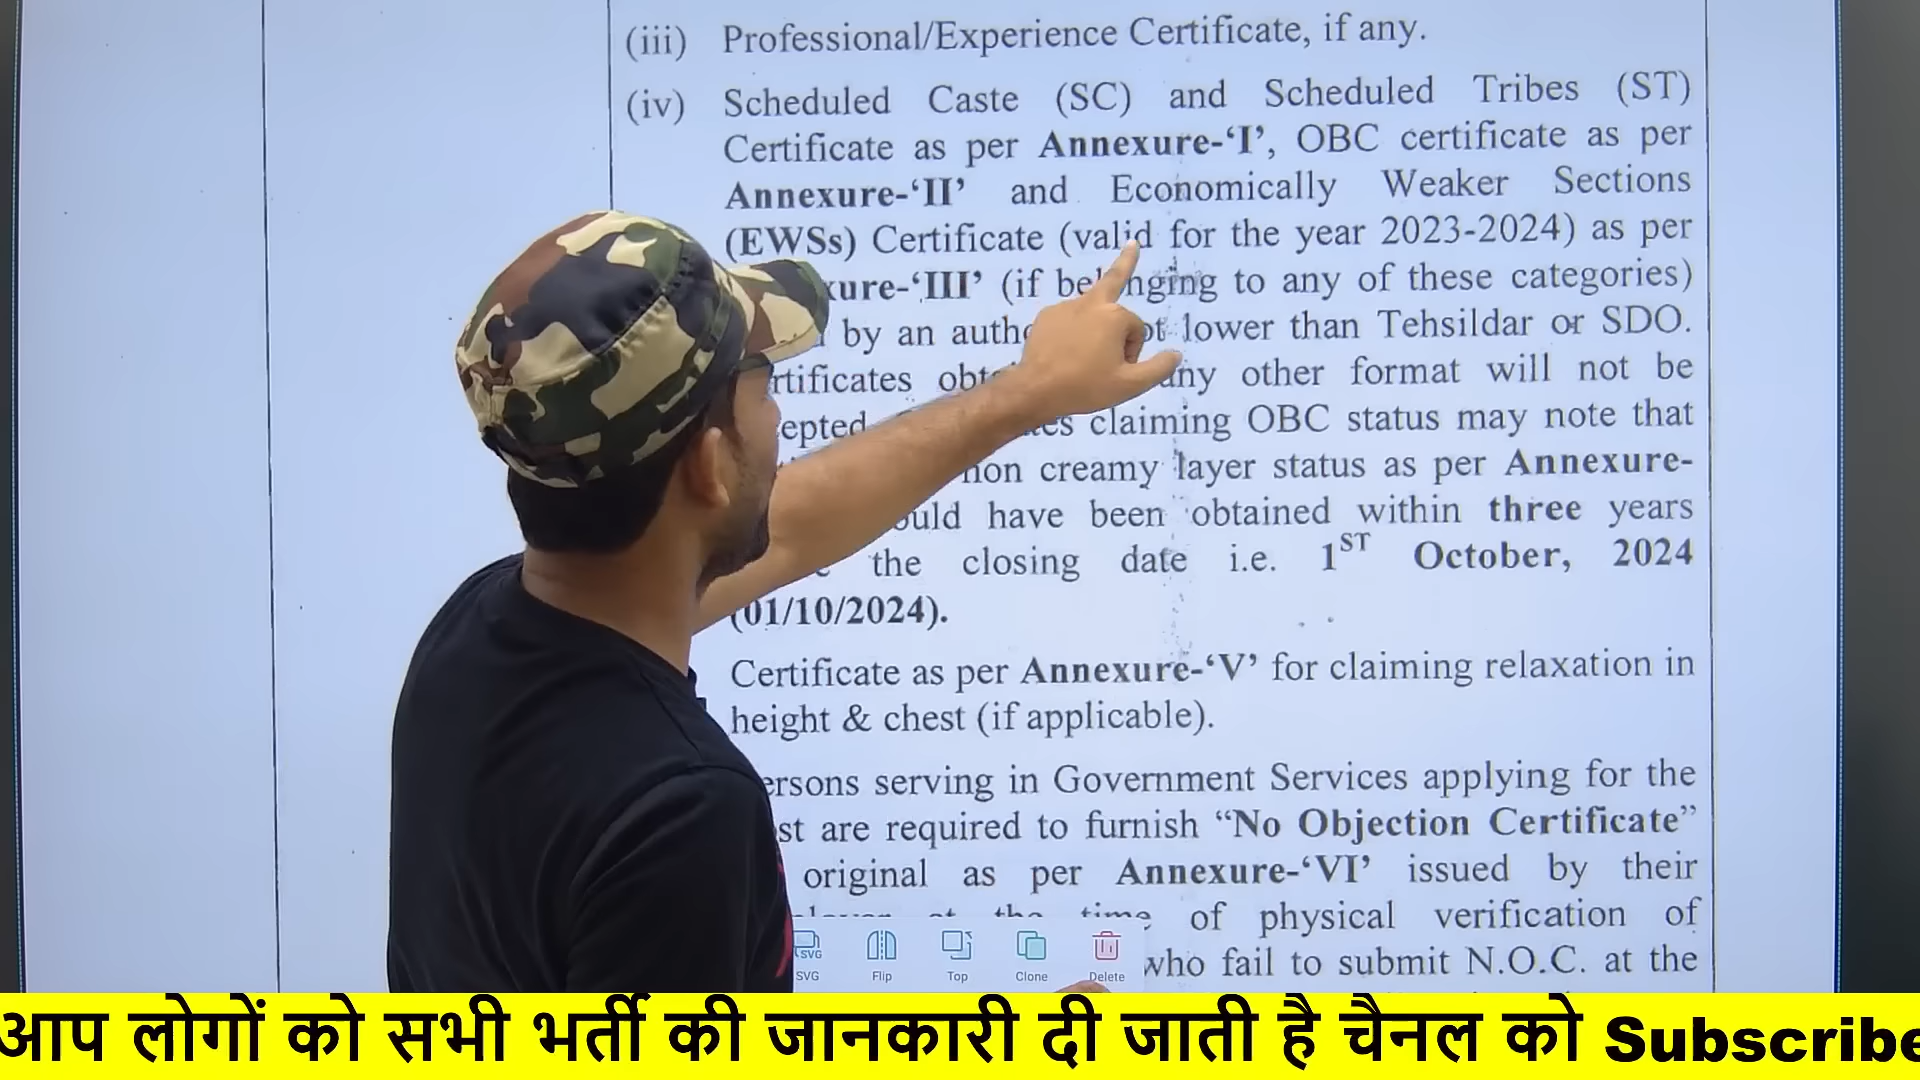 (iii) Professional/Experience Certificate, if any.
(iv) Scheduled Caste (SC) and Scheduled Tribes (ST)
Certificate as per Annexure-‘I’, OBC certificate as per
Annexure-‘II’ and Economically Weaker Sections
(EWSs) Certificate (valid for the year 2023-2024) as per
xure-‘III’ (if belonging to any of these categories)
by an lower than Tehsildar or SDO.
rtificates any other format will not be
epted claiming OBC status may note that
non creamy layer status as per Annexure-
ould have been obtained within three years
the closing date i.e. 1ST October, 2024
(01/10/2024).
Certificate as per Annexure-‘V’ for claiming relaxation in
height & chest (if applicable).
ersons serving in Government Services applying for the
st are required to furnish “No Objection Certificate”
original as per Annexure-‘VI’ issued by their
at the time of physical verification of
who fail to submit N.O.C. at the
SVG
SVG Flip Top Clone Delete
आप लोगों को सभी भर्ती की जानकारी दी जाती है चैनल को Subscribe